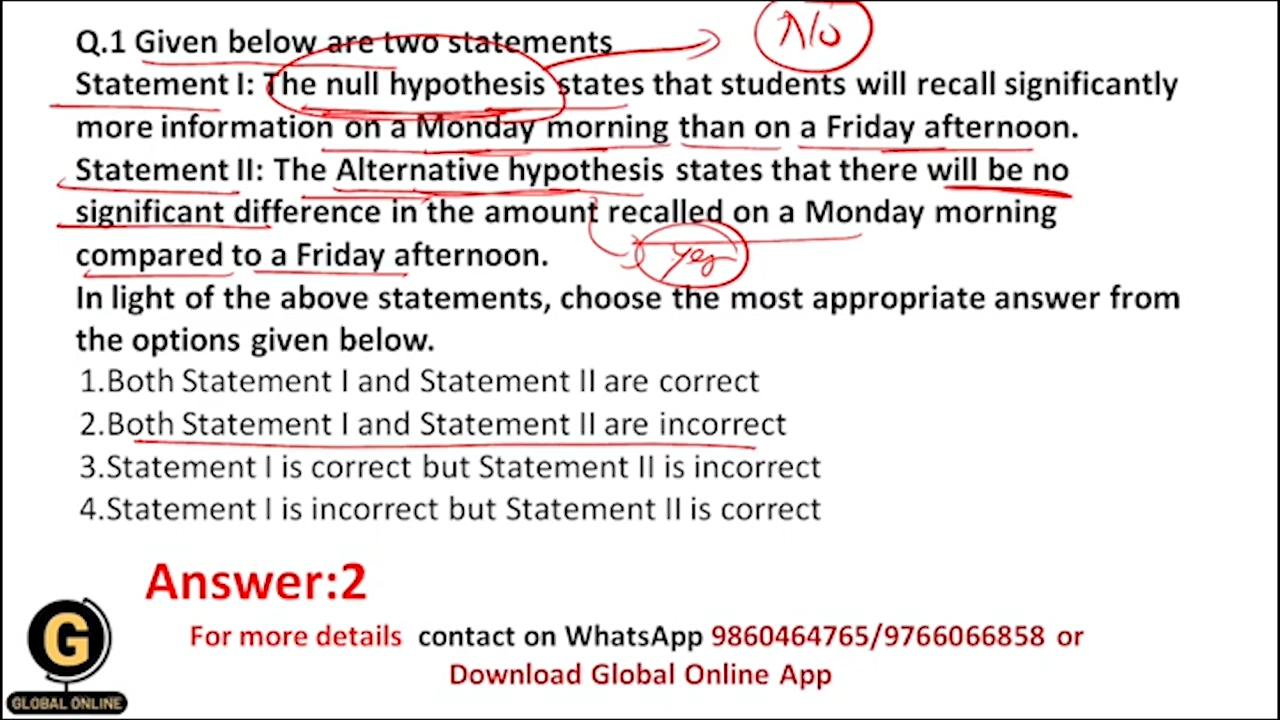 Q.1 Given below are two statements
No
Statement I: The null hypothesis states that students will recall significantly
more information on a Monday morning than on a Friday afternoon.
Statement II: The Alternative hypothesis states that there will be no
significant difference in the amount recalled on a Monday morning
compared to a Friday afternoon.
yes
In light of the above statements, choose the most appropriate answer from
the options given below.
1.Both Statement I and Statement II are correct
2.Both Statement I and Statement II are incorrect
3.Statement I is correct but Statement II is incorrect
4.Statement I is incorrect but Statement II is correct
Answer:2
For more details contact on WhatsApp 9860464765/9766066858 or
Download Global Online App
G
GLOBAL ONLINE